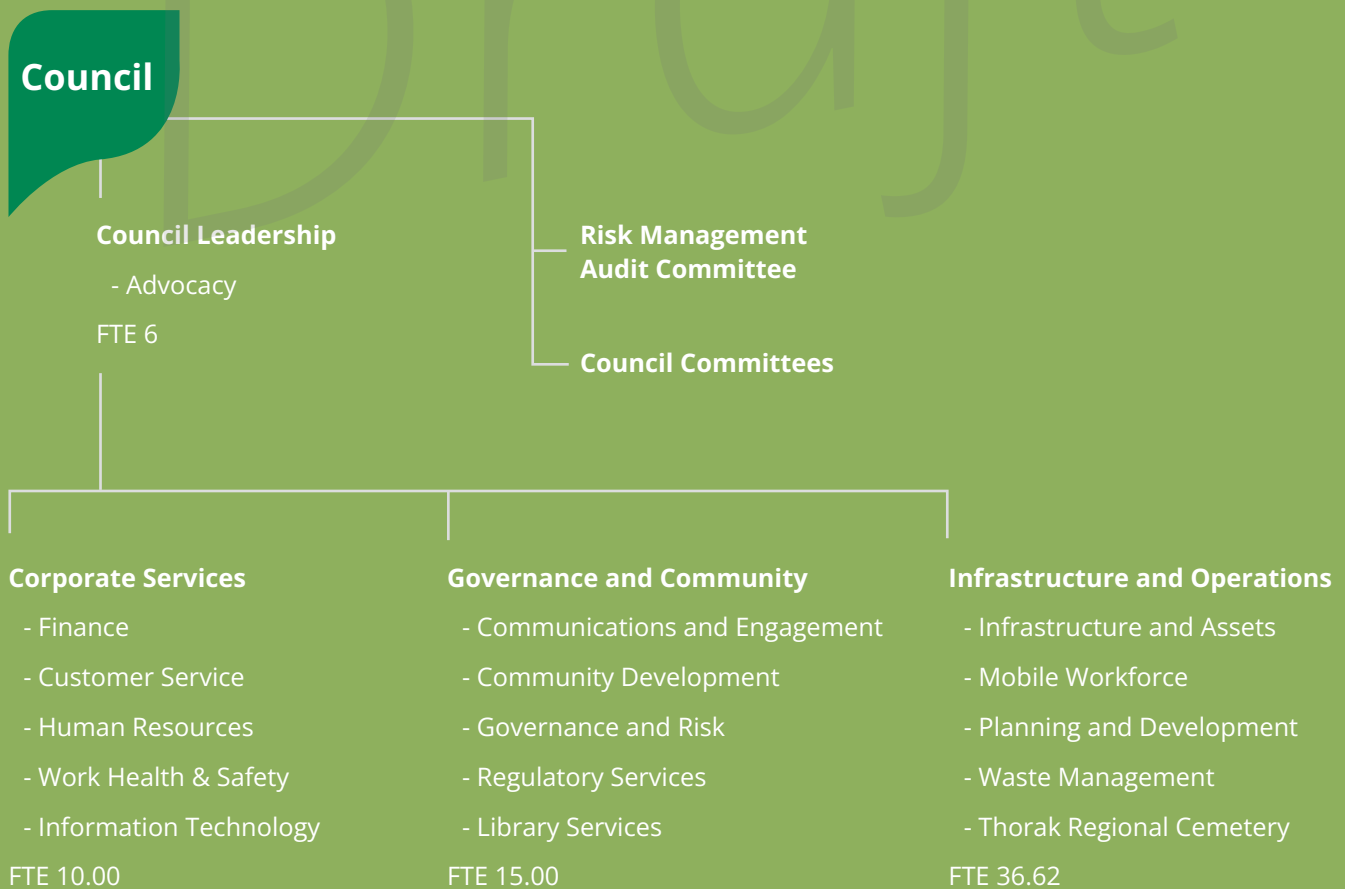 Council
Council Leadership
- Advocacy
FTE 6
Risk Management
Audit Committee
Council Committees
Corporate Services
- Finance
- Customer Service
- Human Resources
- Work Health & Safety
- Information Technology
FTE 10.00
Governance and Community
- Communications and Engagement
- Community Development
- Governance and Risk
- Regulatory Services
- Library Services
FTE 15.00
Infrastructure and Operations
- Infrastructure and Assets
- Mobile Workforce
- Planning and Development
- Waste Management
- Thorak Regional Cemetery
FTE 36.62